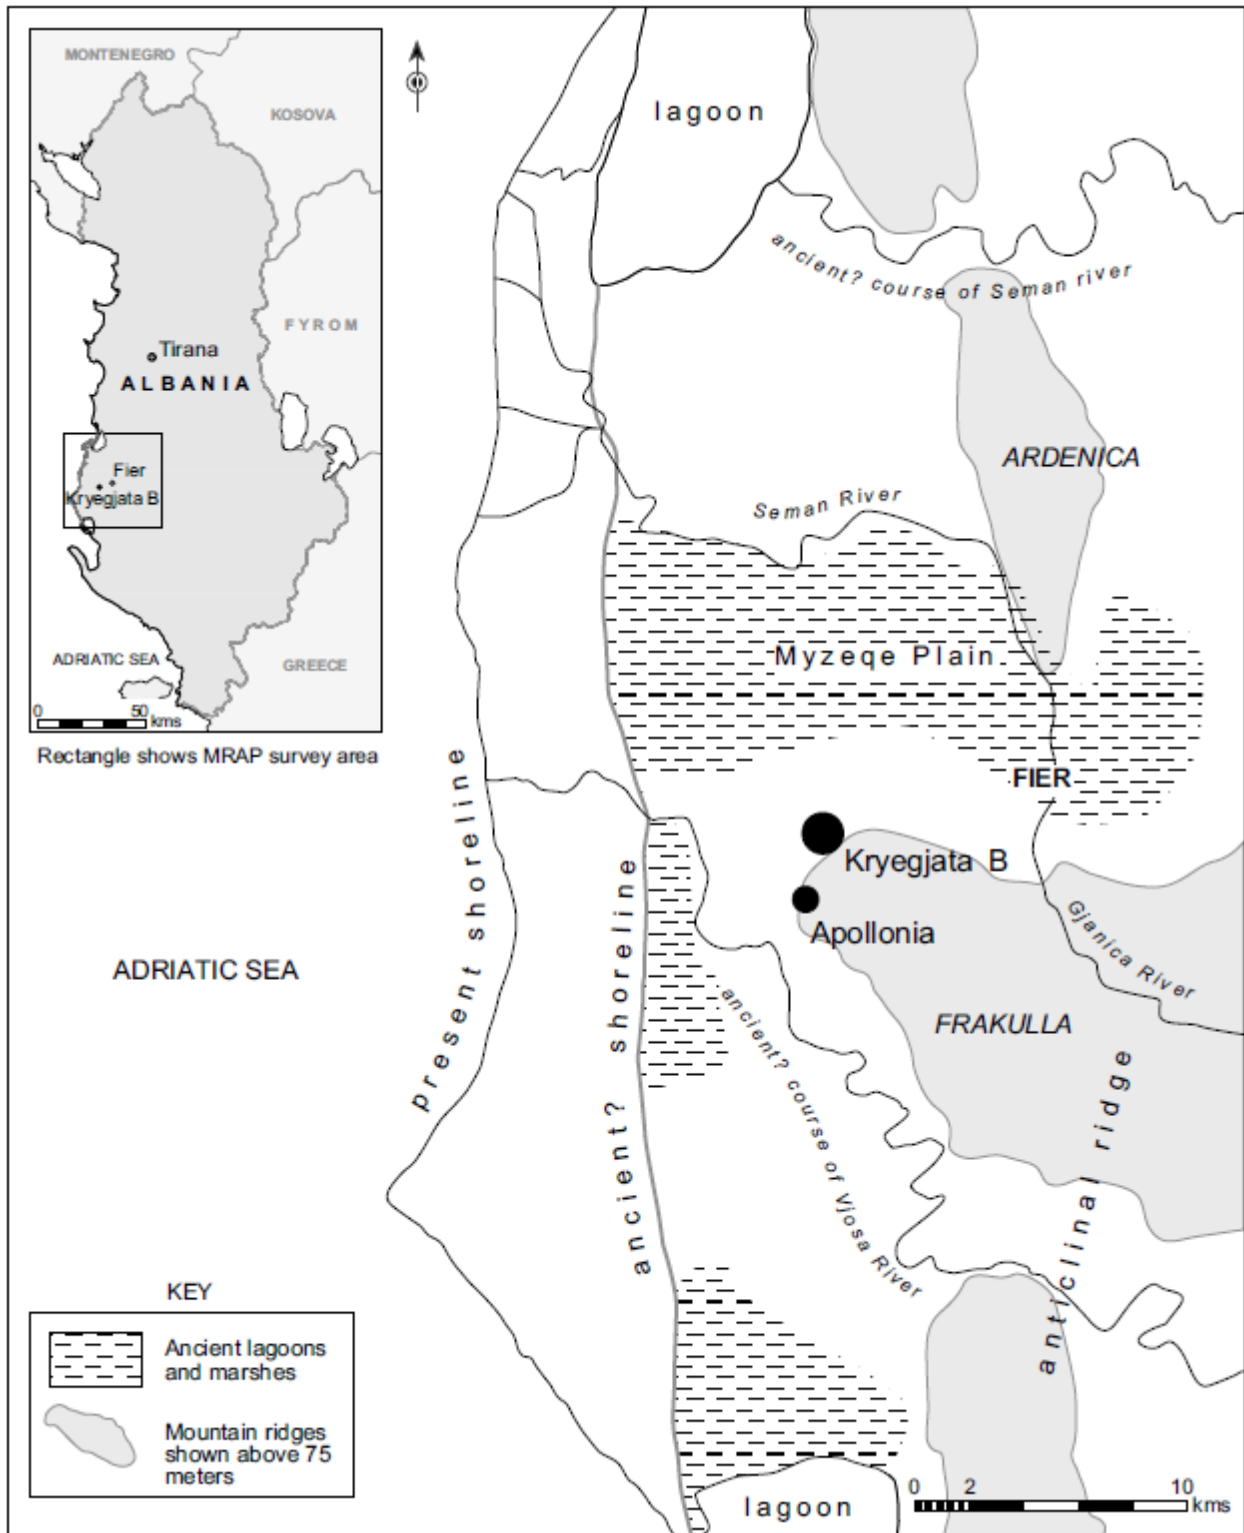 MONTENEGRO
KOSOVA
FYROM
Tirana
ALBANIA
Fier
Kryegjata B
ADRIATIC SEA
GREECE
0 50 kms
Rectangle shows MRAP survey area
lagoon
ancient? course of Seman river
ARDENICA
Seman River
Myzeqe Plain
FIER
Kryegjata B
Apollonia
Gjanica River
FRAKULLA
present shoreline
ancient? shoreline
ADRIATIC SEA
ancient? course of Vjosa River
anticlinal ridge
KEY
Ancient lagoons
and marshes
Mountain ridges
shown above 75
meters
lagoon
0 2 10
kms